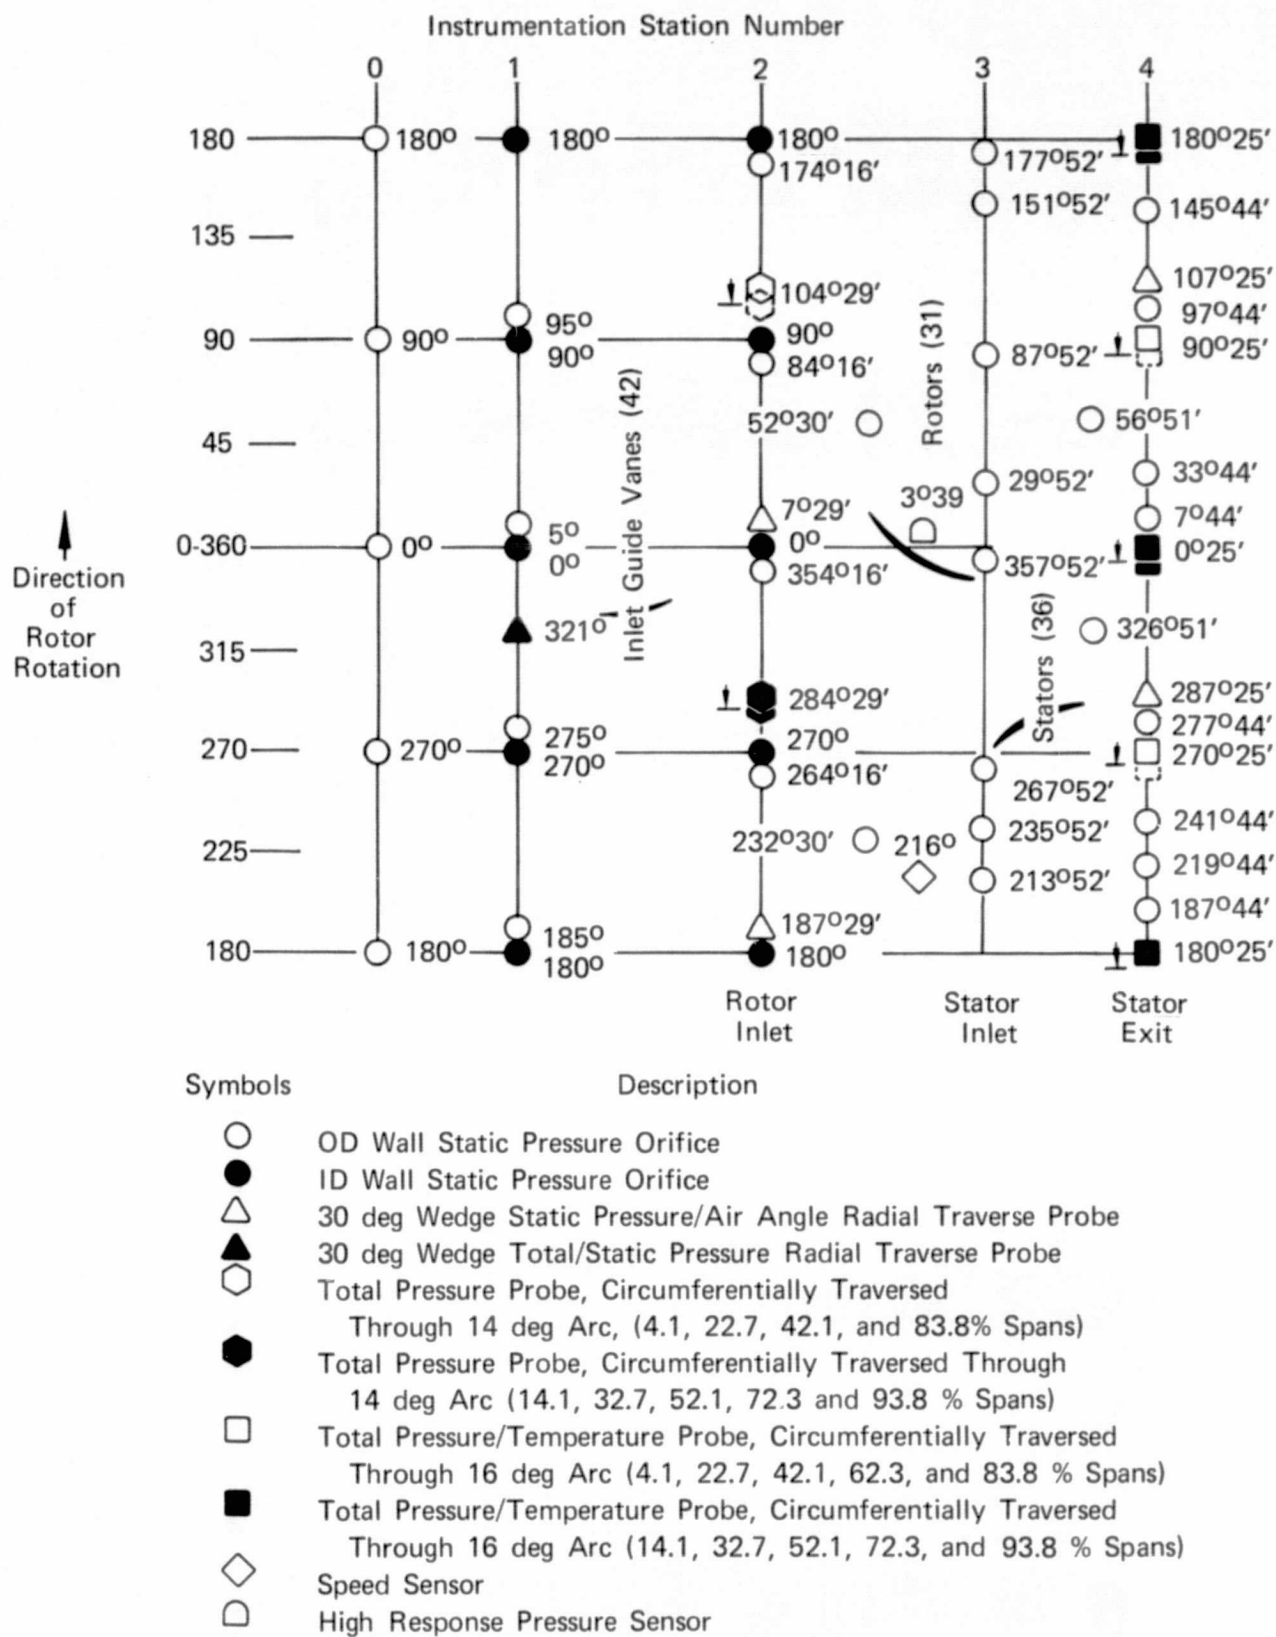 Instrumentation Station Number
0 1 2 3 4
180 180º 180º 180º 180º25′
174º16′ 177º52′
151º52′ 145º44′
135
104º29′ 107º25′
95º 97º44′
90 90º 90º 90º 90º25′
84º16′ 87º52′
52º30′ 56º51′
45
Inlet Guide Vanes (42)
Rotors (31)
29º52′ 33º44′
7º29′ 3º39 7º44′
5º
0-360 0º 0º 0º 0º25′
354º16′ 357º52′
Direction
of
Rotor
Rotation
321º 326º51′
315
Stators (36)
284º29′ 287º25′
275º 277º44′
270 270º 270º 270º 270º25′
264º16′ 267º52′
232º30′ 216º 235º52′ 241º44′
225
213º52′ 219º44′
185º 187º29′ 187º44′
180 180º 180º 180º 180º25′
Rotor Stator Stator
Inlet Inlet Exit
Symbols Description
OD Wall Static Pressure Orifice
ID Wall Static Pressure Orifice
30 deg Wedge Static Pressure/Air Angle Radial Traverse Probe
30 deg Wedge Total/Static Pressure Radial Traverse Probe
Total Pressure Probe, Circumferentially Traversed
Through 14 deg Arc, (4.1, 22.7, 42.1, and 83.8% Spans)
Total Pressure Probe, Circumferentially Traversed Through
14 deg Arc (14.1, 32.7, 52.1, 72.3 and 93.8 % Spans)
Total Pressure/Temperature Probe, Circumferentially Traversed
Through 16 deg Arc (4.1, 22.7, 42.1, 62.3, and 83.8 % Spans)
Total Pressure/Temperature Probe, Circumferentially Traversed
Through 16 deg Arc (14.1, 32.7, 52.1, 72.3, and 93.8 % Spans)
Speed Sensor
High Response Pressure Sensor